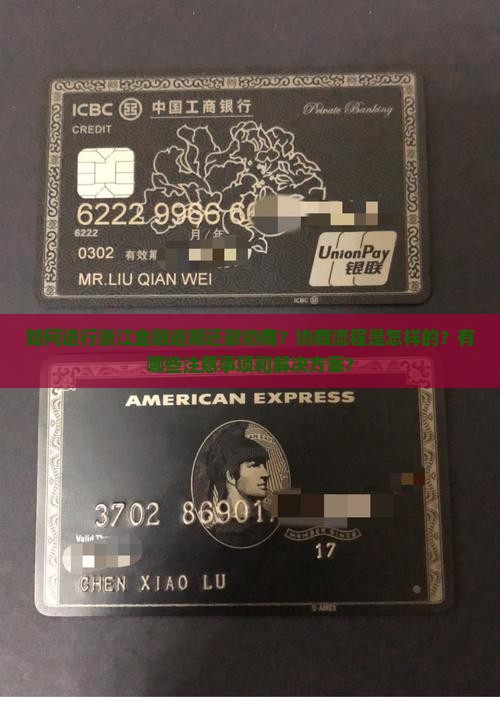 ICBC 中国工商银行 Private Banking
CREDIT
6222 9966 6
6222
月/年
0302 有效期
UnionPay
银联
MR.LIU QIAN WEI
ICBC
如何进行浙江金融逾期还款协商？协商流程是怎样的？有
哪些注意事项和解决方案？
AMERICAN EXPRESS
3702 86901
MEMBER SINCE
Valid Thru
17
CHEN XIAO LU
© AMEX